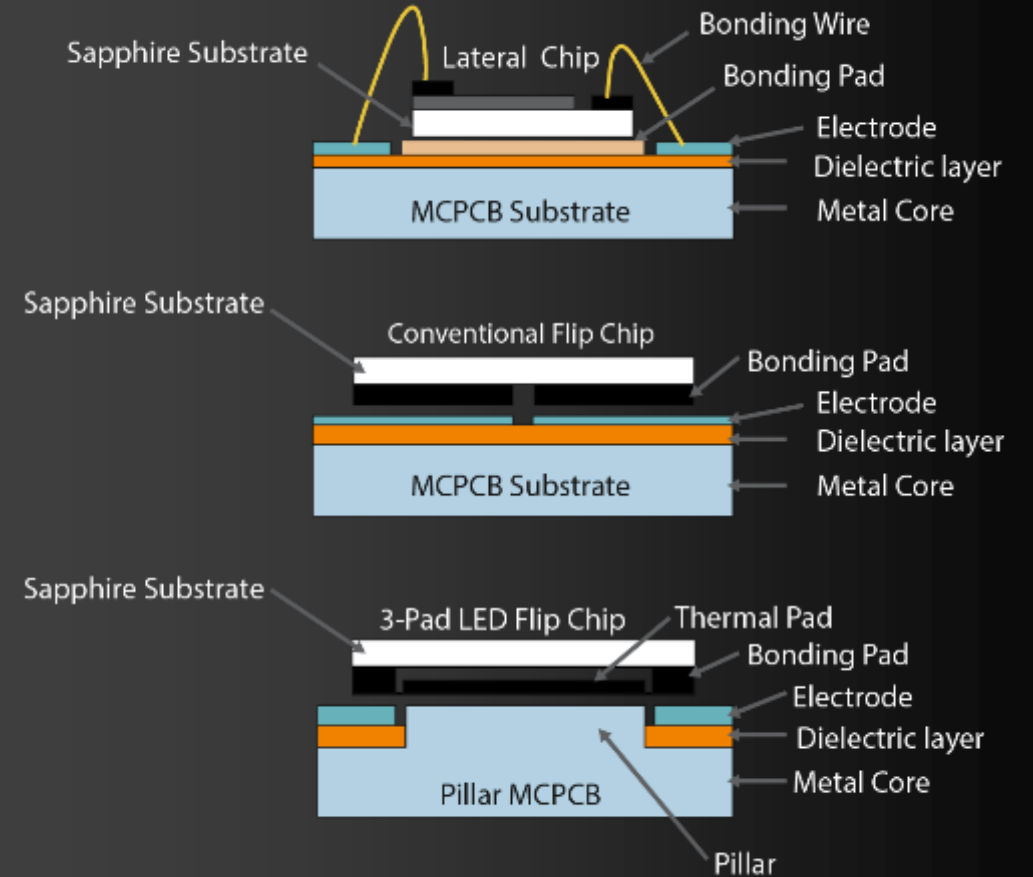 Bonding Wire
Sapphire Substrate
Lateral Chip
Bonding Pad
Electrode
Dielectric layer
MCPCB Substrate
Metal Core
Sapphire Substrate
Conventional Flip Chip
Bonding Pad
Electrode
Dielectric layer
MCPCB Substrate
Metal Core
Sapphire Substrate
3-Pad LED Flip Chip
Thermal Pad
Bonding Pad
Electrode
Dielectric layer
Metal Core
Pillar MCPCB
Pillar